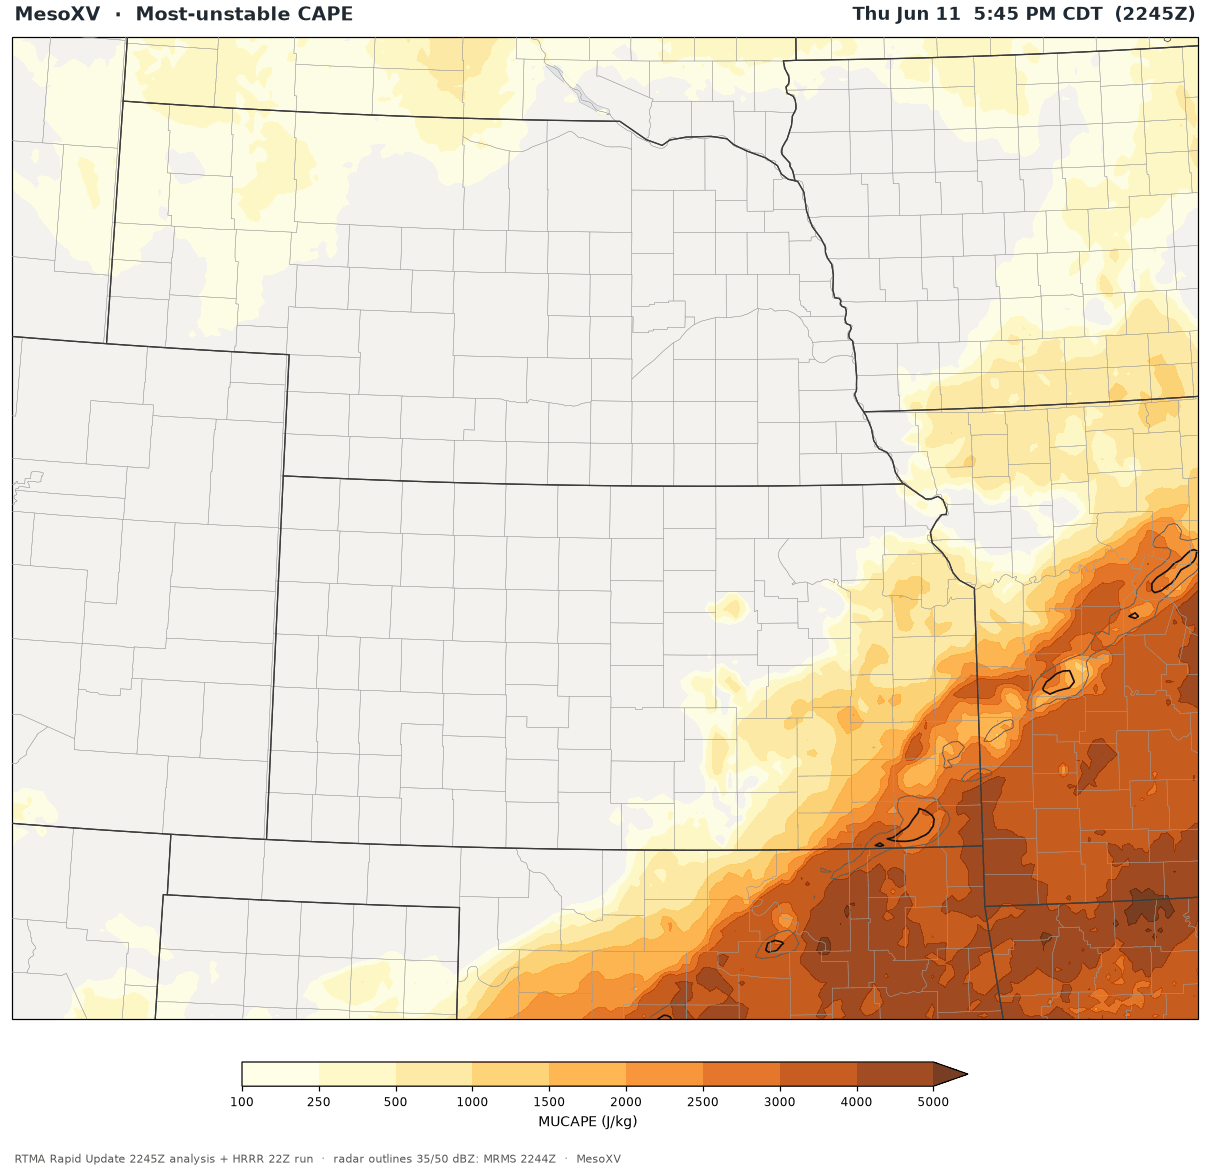 MesoXV · Most-unstable CAPE
Thu Jun 11 5:45 PM CDT (2245Z)
100 250 500 1000 1500 2000 2500 3000 4000 5000
MUCAPE (J/kg)
RTMA Rapid Update 2245Z analysis + HRRR 22Z run · radar outlines 35/50 dBZ: MRMS 2244Z · MesoXV